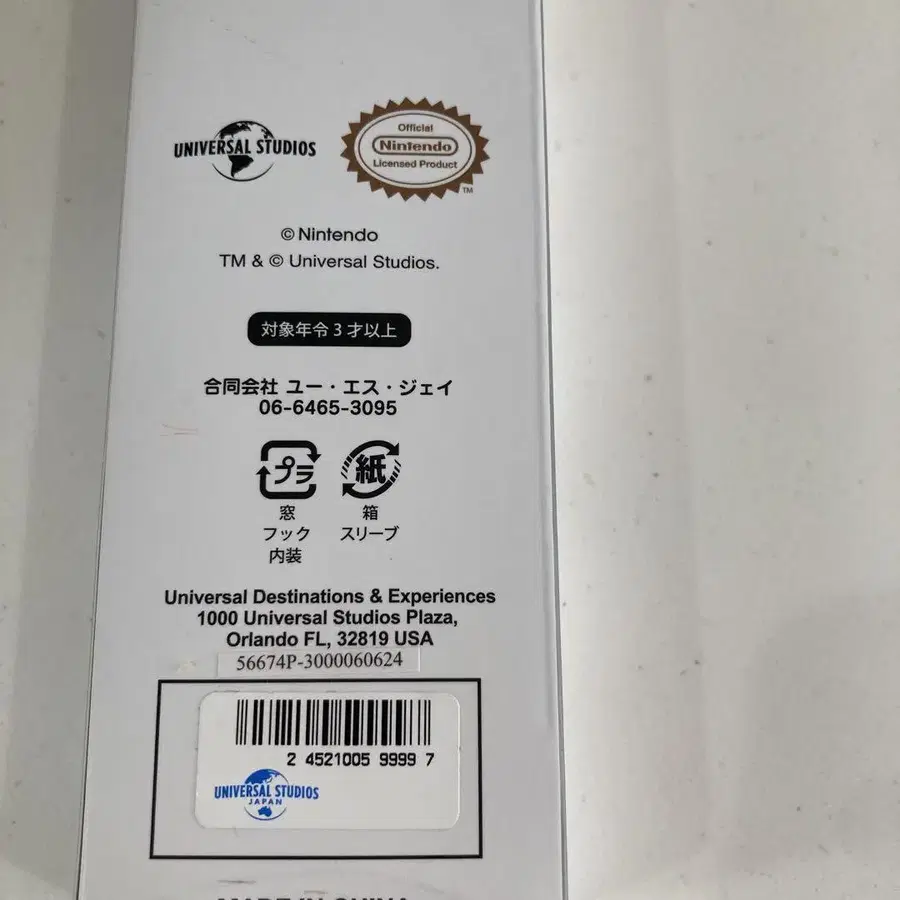 UNIVERSAL STUDIOS
Official
Nintendo
Licensed Product
TM
© Nintendo
TM & © Universal Studios.
対象年令 3 才以上
合同会社 ユー・エス・ジェイ
06-6465-3095
プラ 紙
窓 箱
フック スリーブ
内装
Universal Destinations & Experiences
1000 Universal Studios Plaza,
Orlando FL, 32819 USA
56674P-3000060624
2 4521005 9999 7
UNIVERSAL STUDIOS
JAPAN
MADE IN CHINA